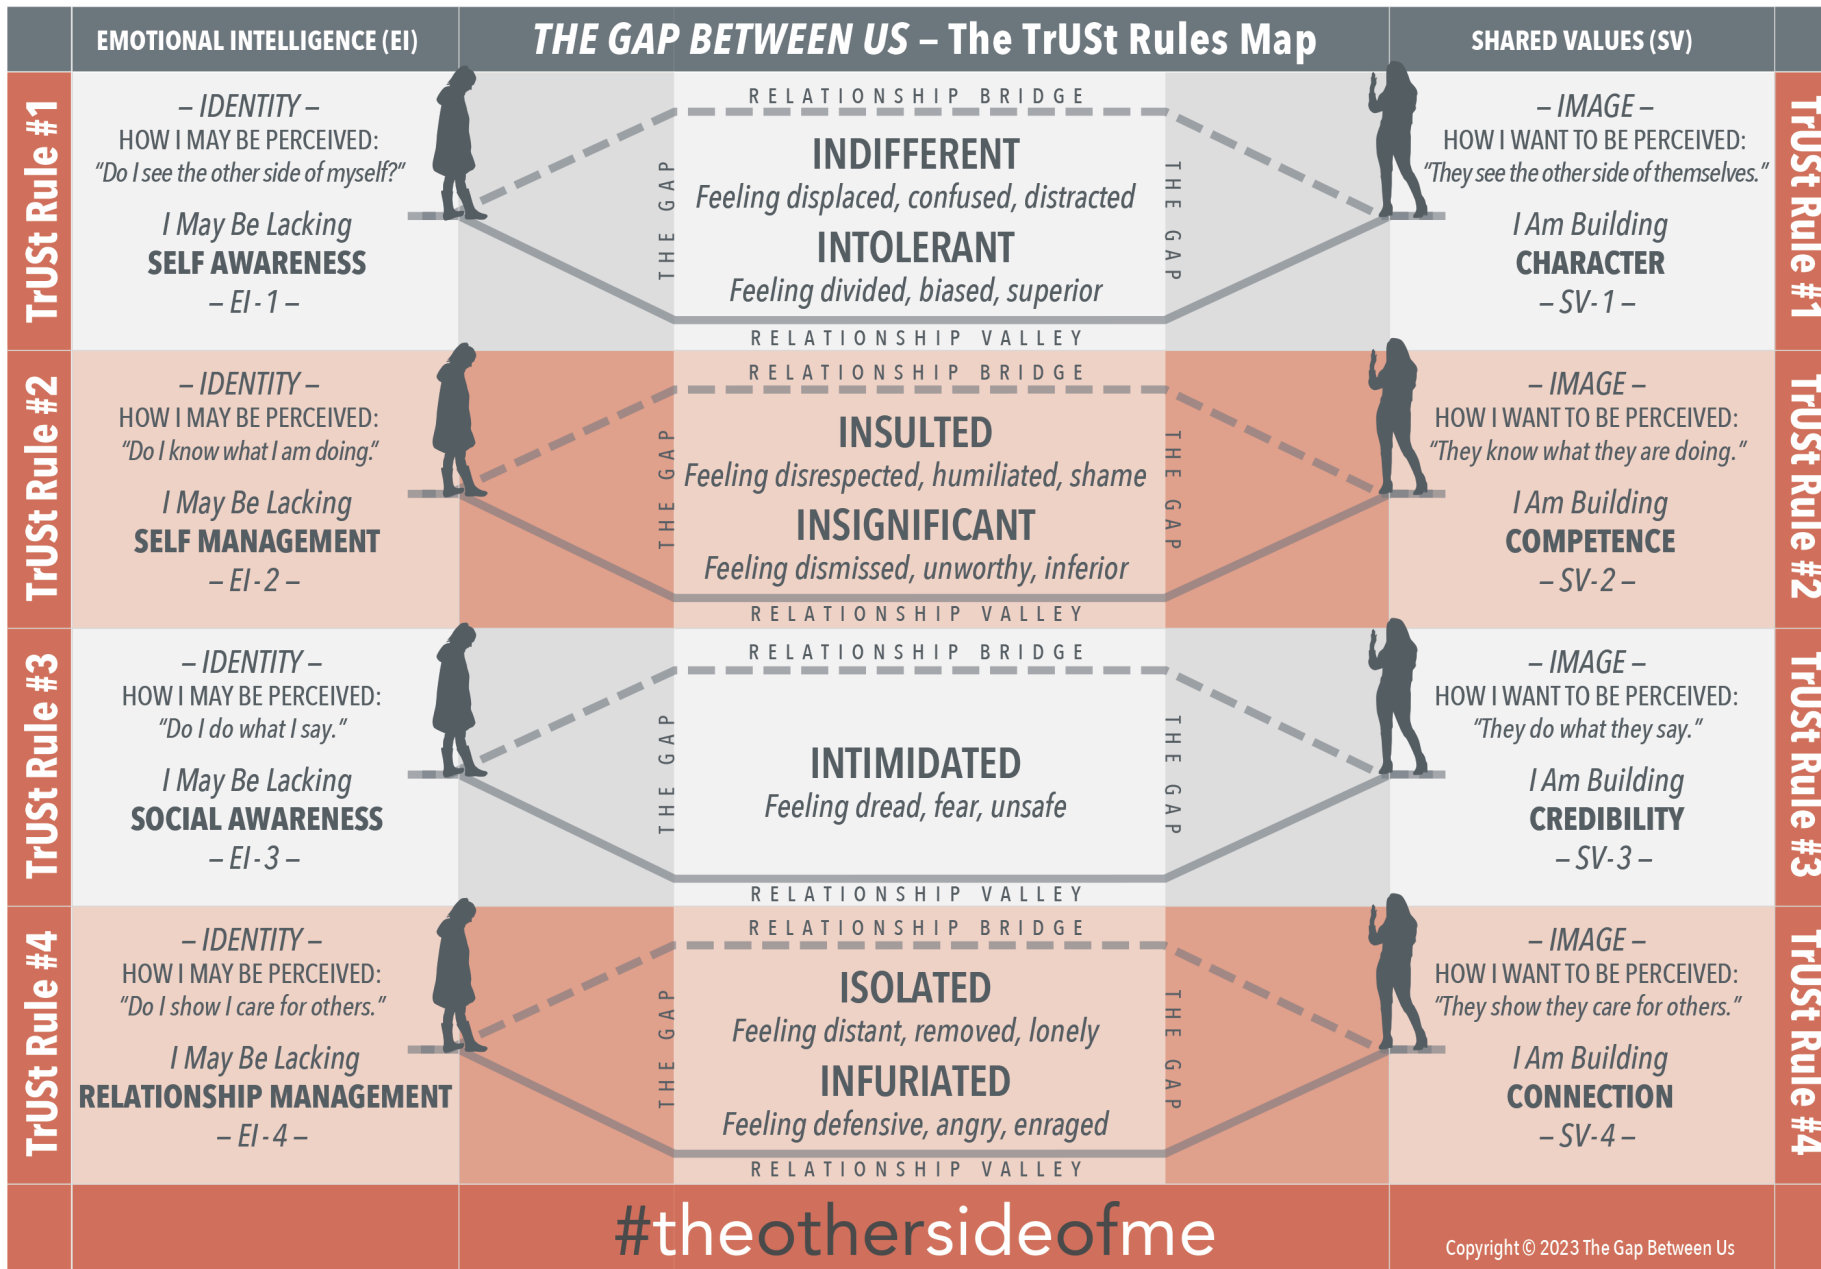 EMOTIONAL INTELLIGENCE (EI)
THE GAP BETWEEN US – The TrUSt Rules Map
SHARED VALUES (SV)
TrUSt Rule #1
– IDENTITY –
HOW I MAY BE PERCEIVED:
“Do I see the other side of myself?”
I May Be Lacking
SELF AWARENESS
– EI-1 –
RELATIONSHIP BRIDGE
THE GAP
INDIFFERENT
Feeling displaced, confused, distracted
INTOLERANT
Feeling divided, biased, superior
THE GAP
RELATIONSHIP VALLEY
– IMAGE –
HOW I WANT TO BE PERCEIVED:
“They see the other side of themselves.”
I Am Building
CHARACTER
– SV-1 –
TrUSt Rule #1
TrUSt Rule #2
– IDENTITY –
HOW I MAY BE PERCEIVED:
“Do I know what I am doing.”
I May Be Lacking
SELF MANAGEMENT
– EI-2 –
RELATIONSHIP BRIDGE
THE GAP
INSULTED
Feeling disrespected, humiliated, shame
INSIGNIFICANT
Feeling dismissed, unworthy, inferior
THE GAP
RELATIONSHIP VALLEY
– IMAGE –
HOW I WANT TO BE PERCEIVED:
“They know what they are doing.”
I Am Building
COMPETENCE
– SV-2 –
TrUSt Rule #2
TrUSt Rule #3
– IDENTITY –
HOW I MAY BE PERCEIVED:
“Do I do what I say.”
I May Be Lacking
SOCIAL AWARENESS
– EI-3 –
RELATIONSHIP BRIDGE
THE GAP
INTIMIDATED
Feeling dread, fear, unsafe
THE GAP
RELATIONSHIP VALLEY
– IMAGE –
HOW I WANT TO BE PERCEIVED:
“They do what they say.”
I Am Building
CREDIBILITY
– SV-3 –
TrUSt Rule #3
TrUSt Rule #4
– IDENTITY –
HOW I MAY BE PERCEIVED:
“Do I show I care for others.”
I May Be Lacking
RELATIONSHIP MANAGEMENT
– EI-4 –
RELATIONSHIP BRIDGE
THE GAP
ISOLATED
Feeling distant, removed, lonely
INFURIATED
Feeling defensive, angry, enraged
THE GAP
RELATIONSHIP VALLEY
– IMAGE –
HOW I WANT TO BE PERCEIVED:
“They show they care for others.”
I Am Building
CONNECTION
– SV-4 –
TrUSt Rule #4
#theothersideofme
Copyright © 2023 The Gap Between Us